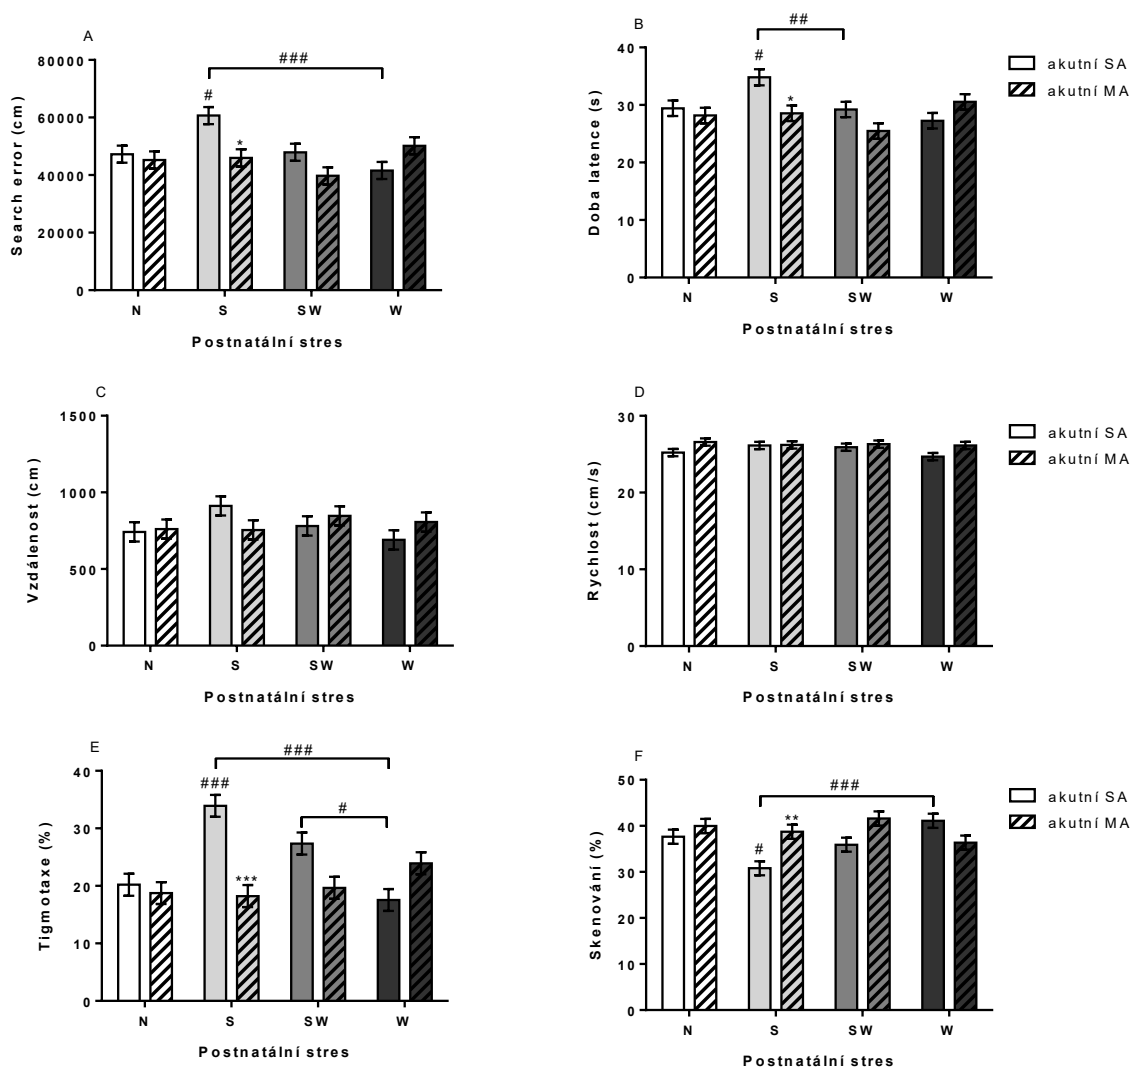 A
###
#
*
Search error (cm)
80000
60000
40000
20000
0
N S SW W
Postnatální stres
B
##
#
*
Doba latence (s)
40
30
20
10
0
N S SW W
Postnatální stres
akutní SA
akutní MA
C
Vzdálenost (cm)
1500
1000
500
0
N S SW W
Postnatální stres
D
Rychlost (cm/s)
30
20
10
0
N S SW W
Postnatální stres
akutní SA
akutní MA
E
###
###
#
***
Tigmotaxe (%)
40
30
20
10
0
N S SW W
Postnatální stres
F
###
**
#
Skenování (%)
50
40
30
20
10
0
N S SW W
Postnatální stres
akutní SA
akutní MA